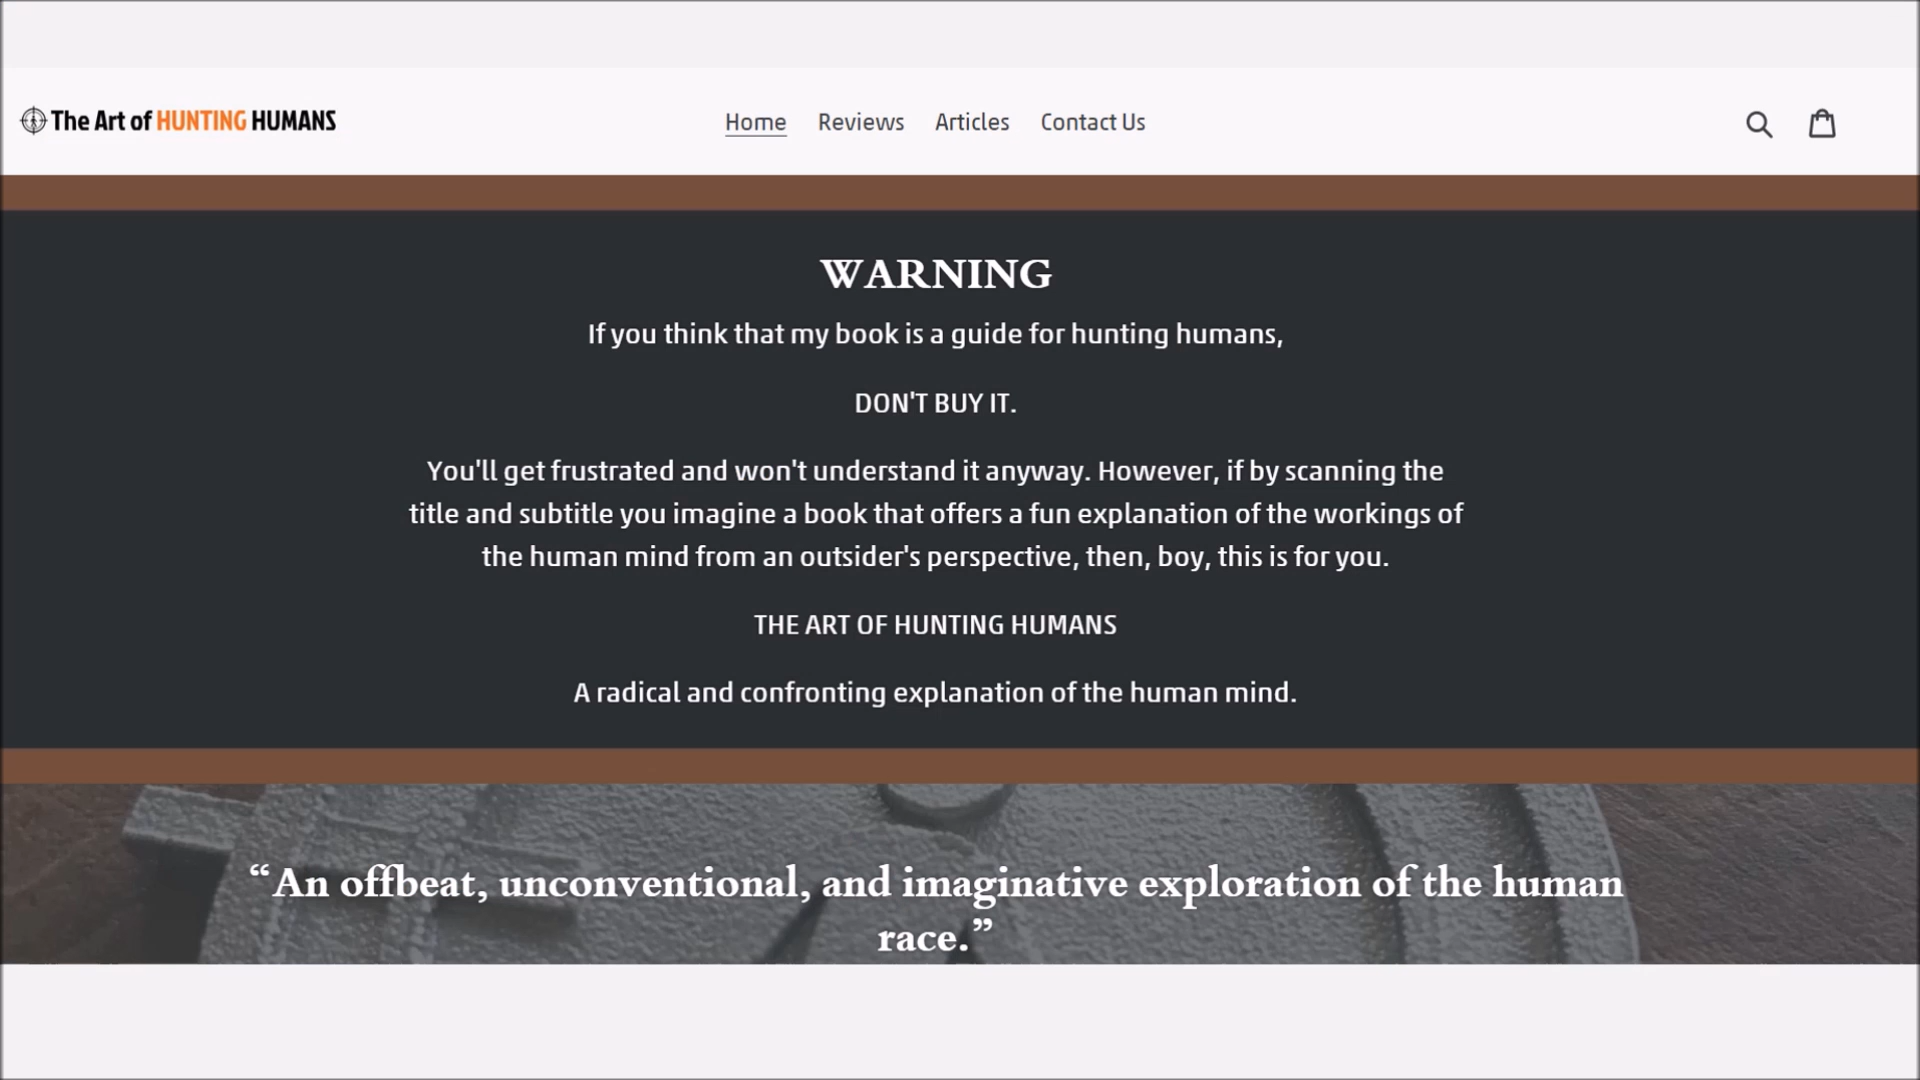 The Art of HUNTING HUMANS
Home Reviews Articles Contact Us
WARNING
If you think that my book is a guide for hunting humans,
DON'T BUY IT.
You'll get frustrated and won't understand it anyway. However, if by scanning the
title and subtitle you imagine a book that offers a fun explanation of the workings of
the human mind from an outsider's perspective, then, boy, this is for you.
THE ART OF HUNTING HUMANS
A radical and confronting explanation of the human mind.
“An offbeat, unconventional, and imaginative exploration of the human
race.”